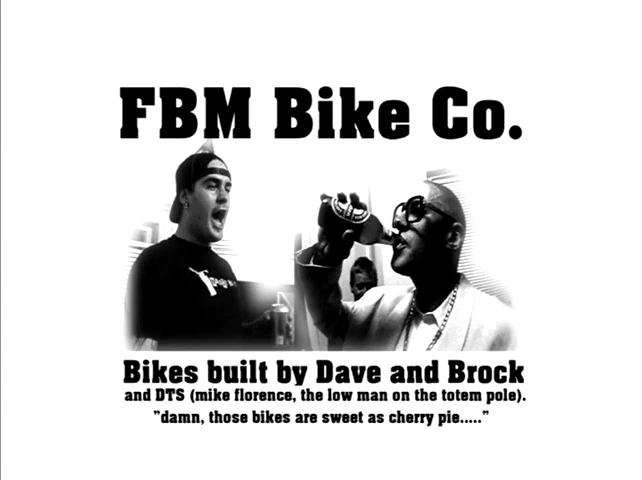 FBM Bike Co.
Bikes built by Dave and Brock
and DTS (mike florence, the low man on the totem pole).
"damn, those bikes are sweet as cherry pie....."